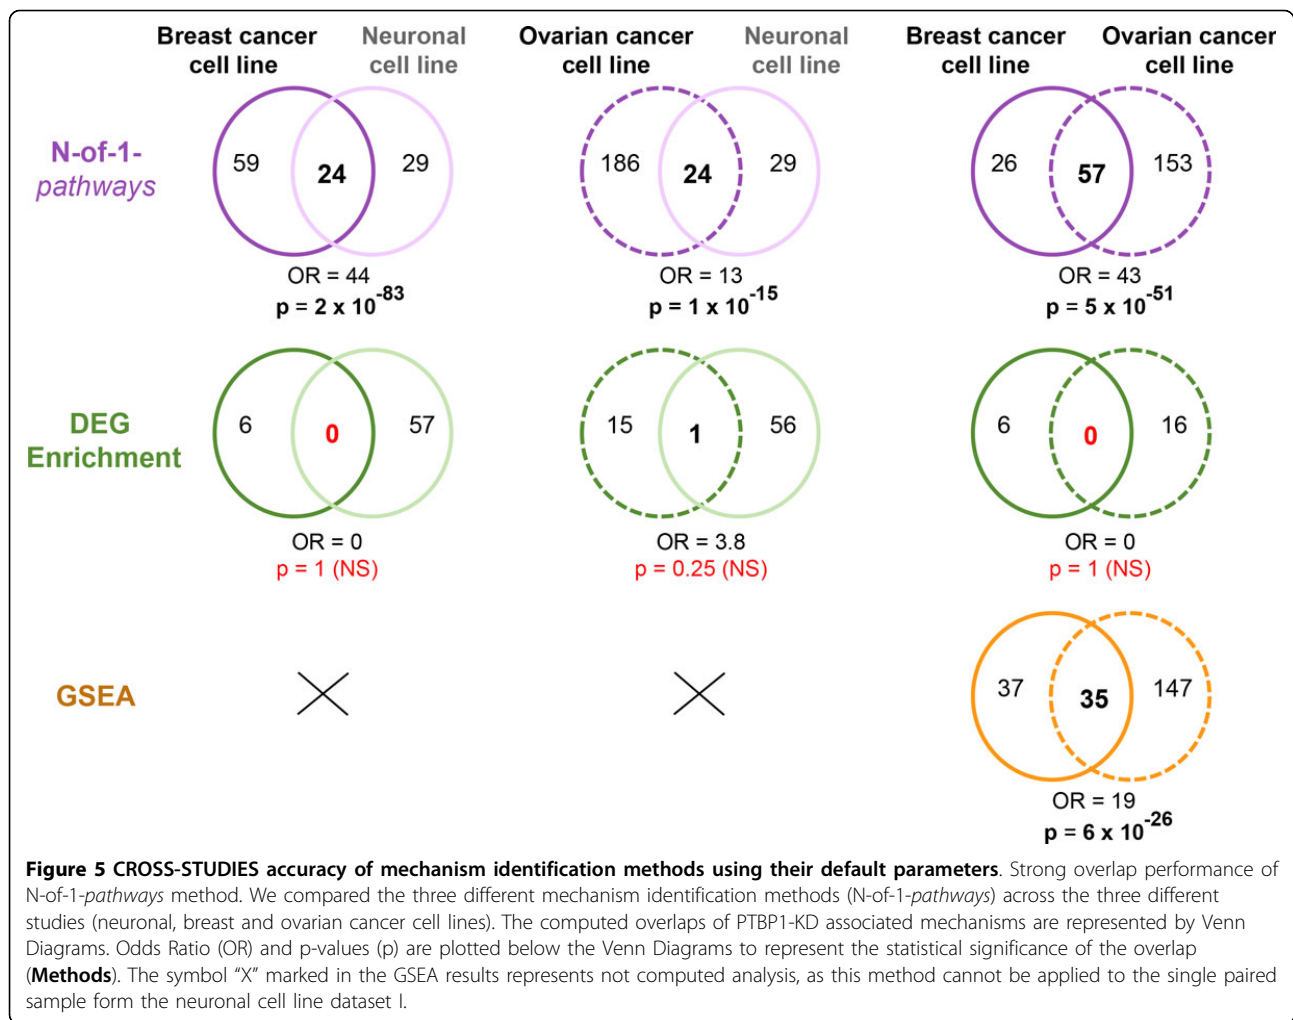 Breast cancer cell line Neuronal cell line
Ovarian cancer cell line Neuronal cell line
Breast cancer cell line Ovarian cancer cell line
N-of-1-
pathways
59 24 29
OR = 44
p = 2 x 10^-83
186 24 29
OR = 13
p = 1 x 10^-15
26 57 153
OR = 43
p = 5 x 10^-51
DEG
Enrichment
6 0 57
OR = 0
p = 1 (NS)
15 1 56
OR = 3.8
p = 0.25 (NS)
6 0 16
OR = 0
p = 1 (NS)
GSEA
37 35 147
OR = 19
p = 6 x 10^-26
Figure 5 CROSS-STUDIES accuracy of mechanism identification methods using their default parameters. Strong overlap performance of
N-of-1-pathways method. We compared the three different mechanism identification methods (N-of-1-pathways) across the three different
studies (neuronal, breast and ovarian cancer cell lines). The computed overlaps of PTBP1-KD associated mechanisms are represented by Venn
Diagrams. Odds Ratio (OR) and p-values (p) are plotted below the Venn Diagrams to represent the statistical significance of the overlap
(Methods). The symbol "X" marked in the GSEA results represents not computed analysis, as this method cannot be applied to the single paired
sample form the neuronal cell line dataset I.